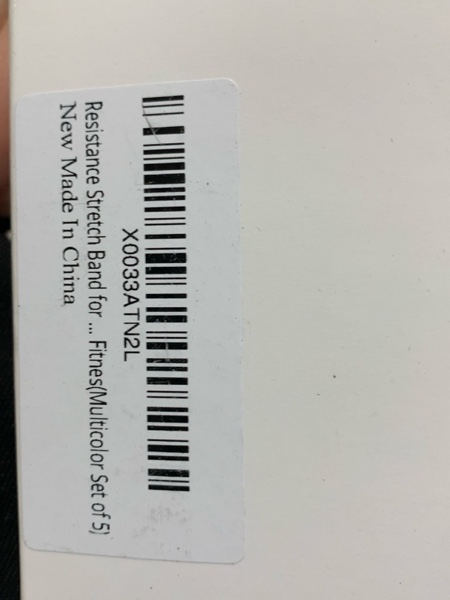 X0033ATN2L
Resistance Stretch Band for ... Fitnes(Multicolor Set of 5)
New Made In China